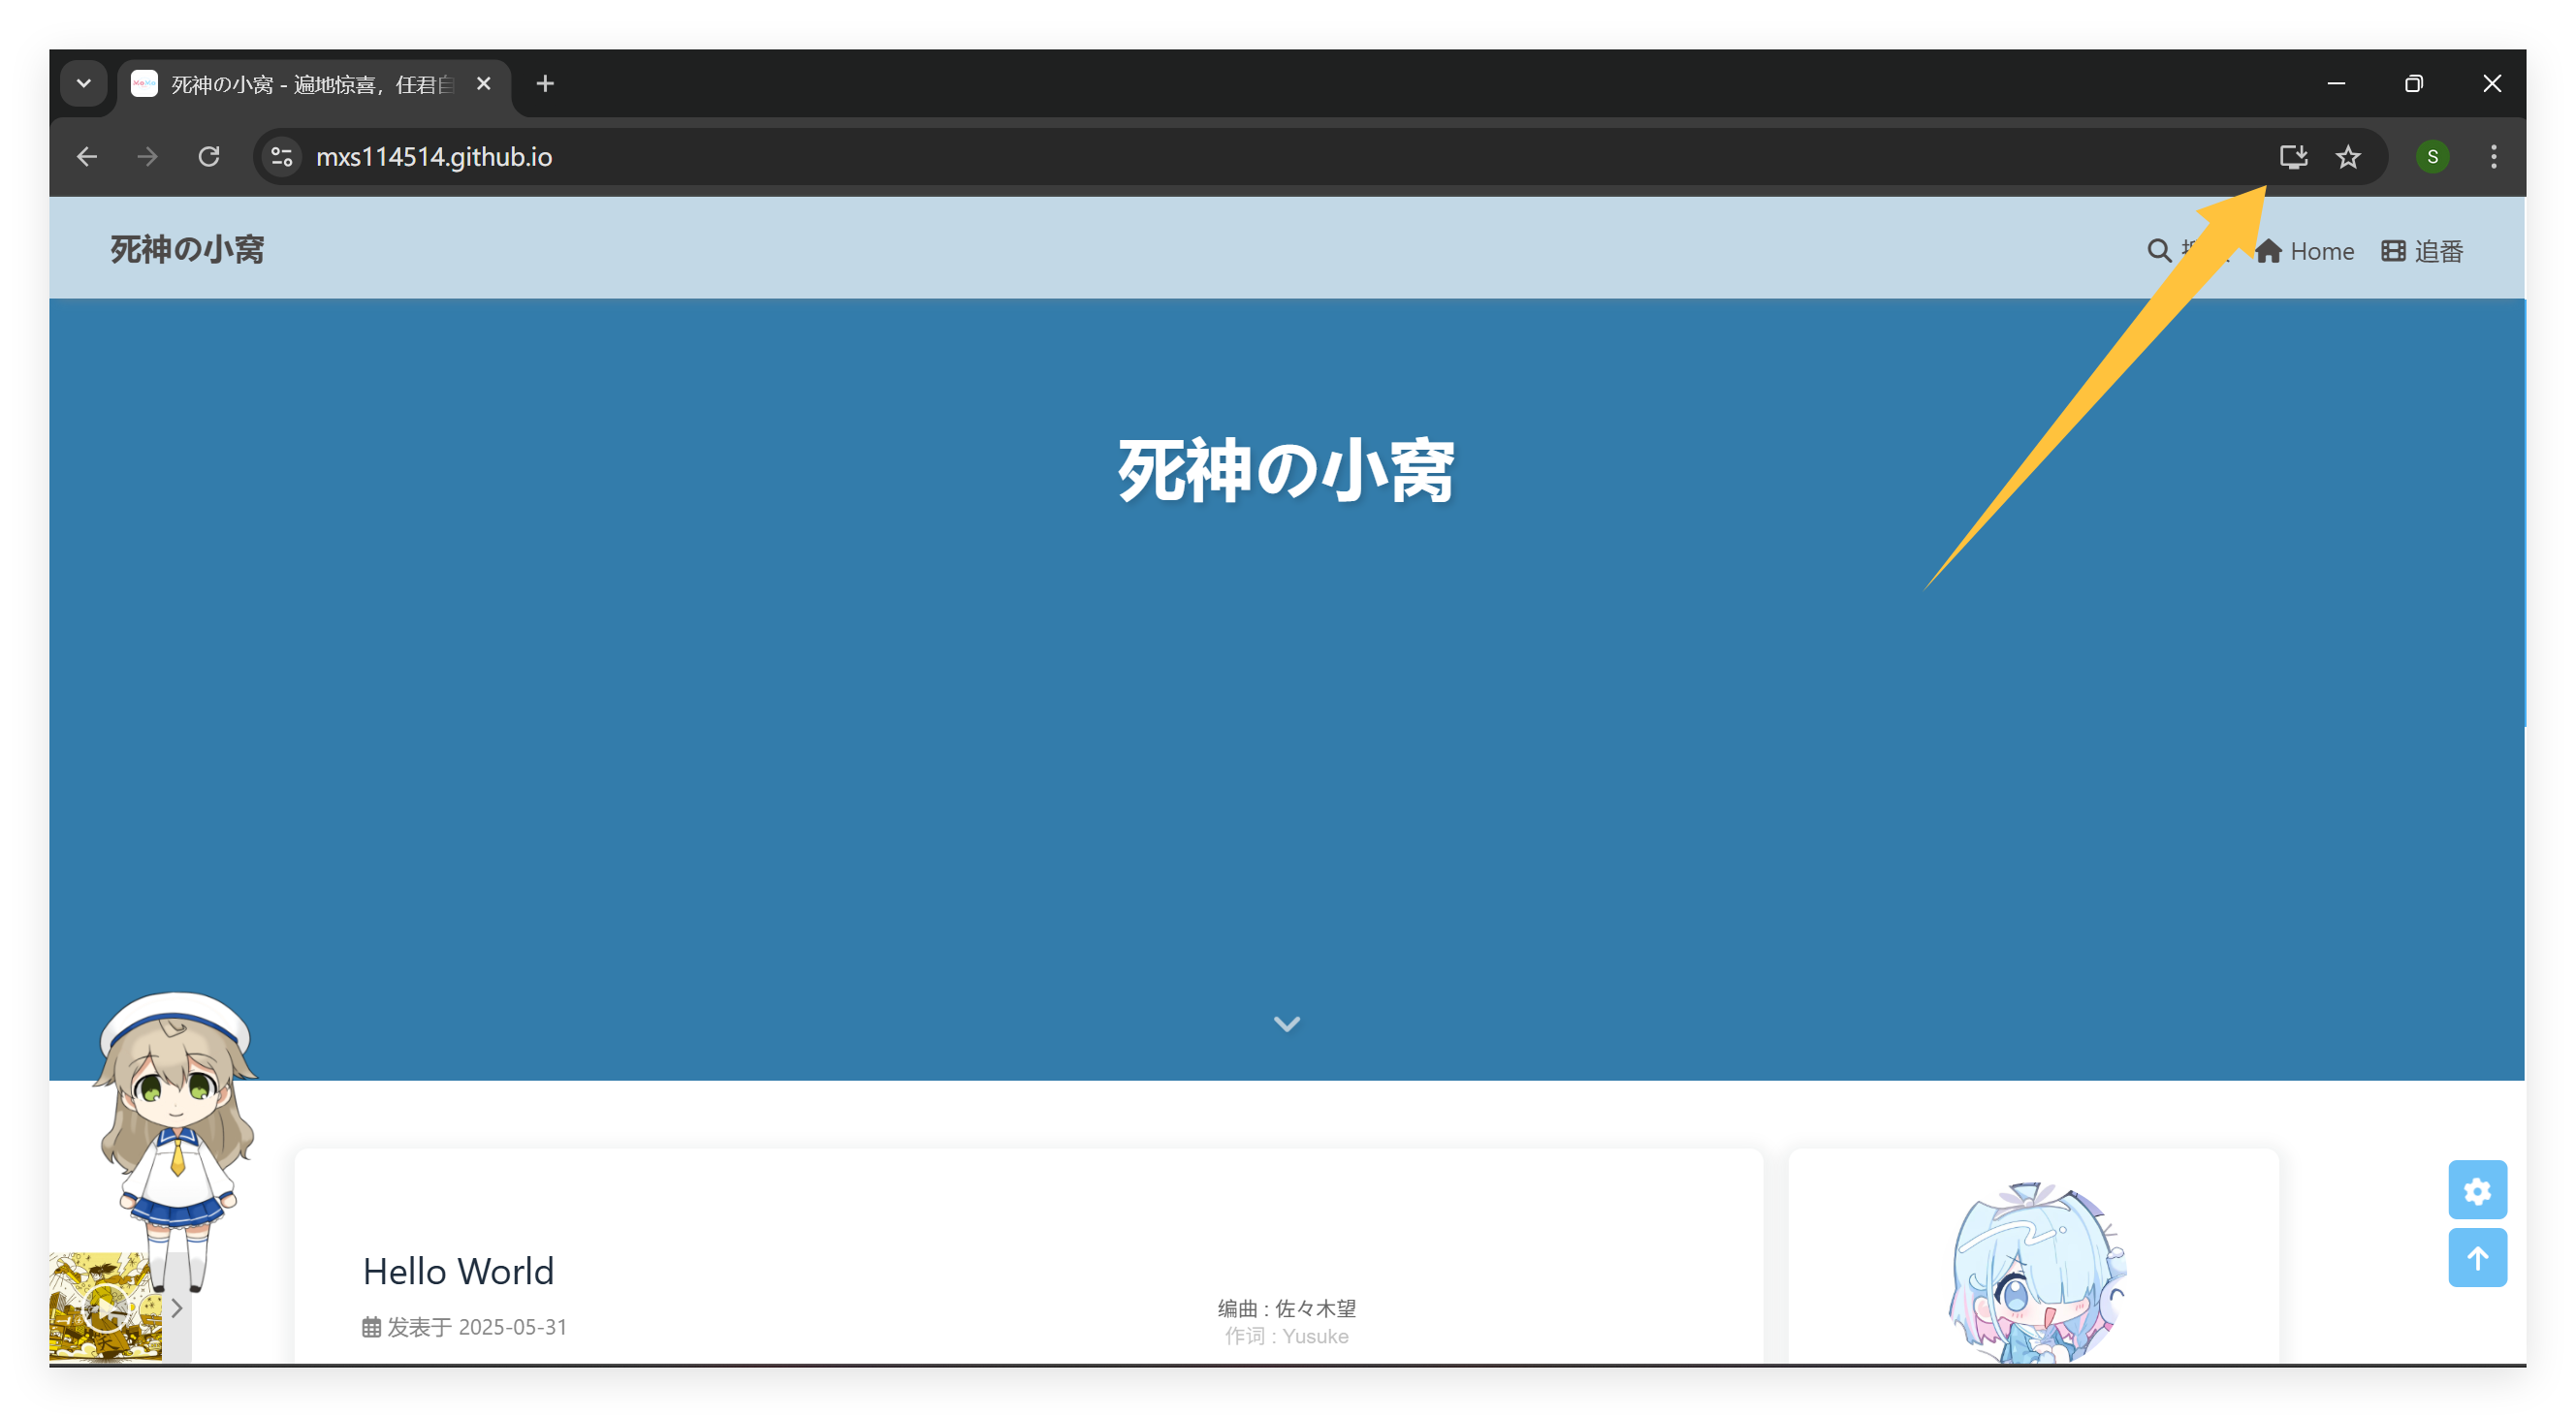 死神の小窝 - 遍地惊喜，任君自
mxs114514.github.io
S
死神の小窝
Home
追番
死神の小窝
Hello World
发表于 2025-05-31
编曲 : 佐々木望
作词 : Yusuke